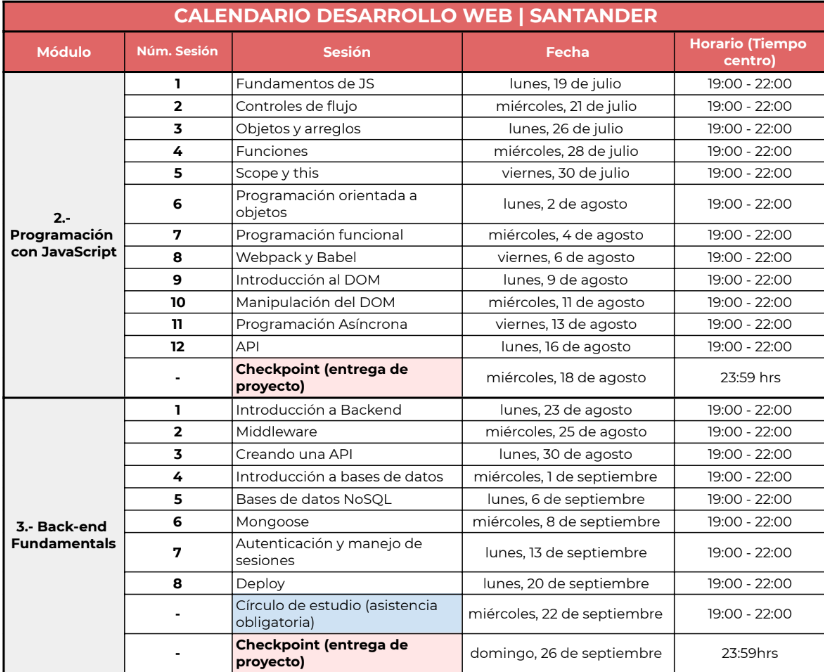 CALENDARIO DESARROLLO WEB | SANTANDER
Módulo Núm. Sesión Sesión Fecha Horario (Tiempo centro)
2.- Programación con JavaScript
1 Fundamentos de JS lunes, 19 de julio 19:00 - 22:00
2 Controles de flujo miércoles, 21 de julio 19:00 - 22:00
3 Objetos y arreglos lunes, 26 de julio 19:00 - 22:00
4 Funciones miércoles, 28 de julio 19:00 - 22:00
5 Scope y this viernes, 30 de julio 19:00 - 22:00
6 Programación orientada a objetos lunes, 2 de agosto 19:00 - 22:00
7 Programación funcional miércoles, 4 de agosto 19:00 - 22:00
8 Webpack y Babel viernes, 6 de agosto 19:00 - 22:00
9 Introducción al DOM lunes, 9 de agosto 19:00 - 22:00
10 Manipulación del DOM miércoles, 11 de agosto 19:00 - 22:00
11 Programación Asíncrona viernes, 13 de agosto 19:00 - 22:00
12 API lunes, 16 de agosto 19:00 - 22:00
- Checkpoint (entrega de proyecto) miércoles, 18 de agosto 23:59 hrs
3.- Back-end Fundamentals
1 Introducción a Backend lunes, 23 de agosto 19:00 - 22:00
2 Middleware miércoles, 25 de agosto 19:00 - 22:00
3 Creando una API lunes, 30 de agosto 19:00 - 22:00
4 Introducción a bases de datos miércoles, 1 de septiembre 19:00 - 22:00
5 Bases de datos NoSQL lunes, 6 de septiembre 19:00 - 22:00
6 Mongoose miércoles, 8 de septiembre 19:00 - 22:00
7 Autenticación y manejo de sesiones lunes, 13 de septiembre 19:00 - 22:00
8 Deploy lunes, 20 de septiembre 19:00 - 22:00
- Círculo de estudio (asistencia obligatoria) miércoles, 22 de septiembre 19:00 - 22:00
- Checkpoint (entrega de proyecto) domingo, 26 de septiembre 23:59hrs